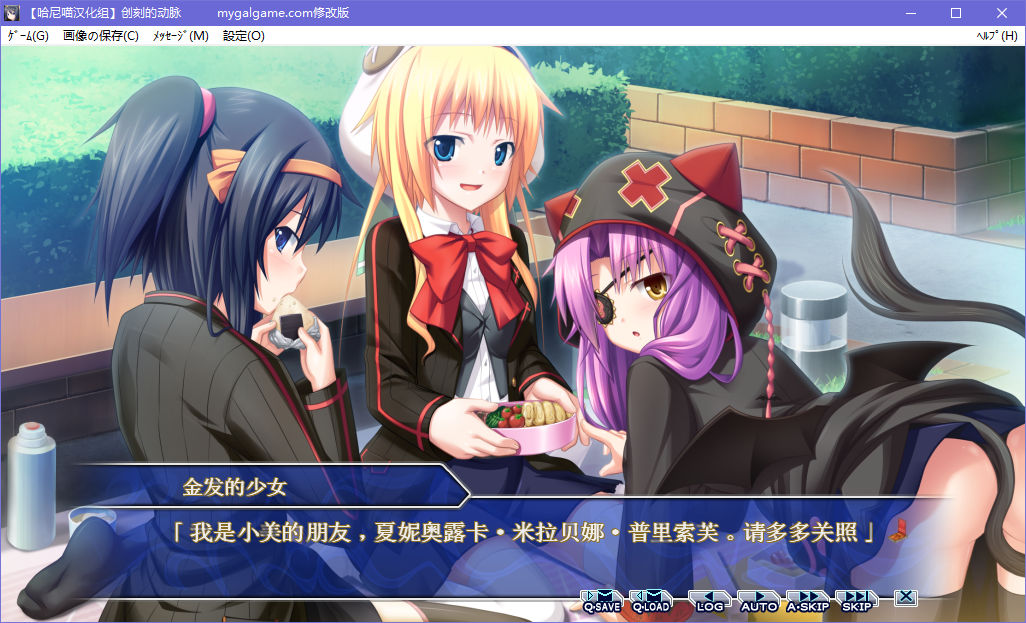 【哈尼喵汉化组】创刻的动脉 mygalgame.com修改版
ｹﾞｰﾑ(G) 画像の保存(C) ﾒｯｾｰｼﾞ(M) 設定(O) ﾍﾙﾌﾟ(H)
金发的少女
「我是小美的朋友，夏妮奥露卡・米拉贝娜・普里索芙。请多多关照」
Q·SAVE Q·LOAD LOG AUTO A·SKIP SKIP